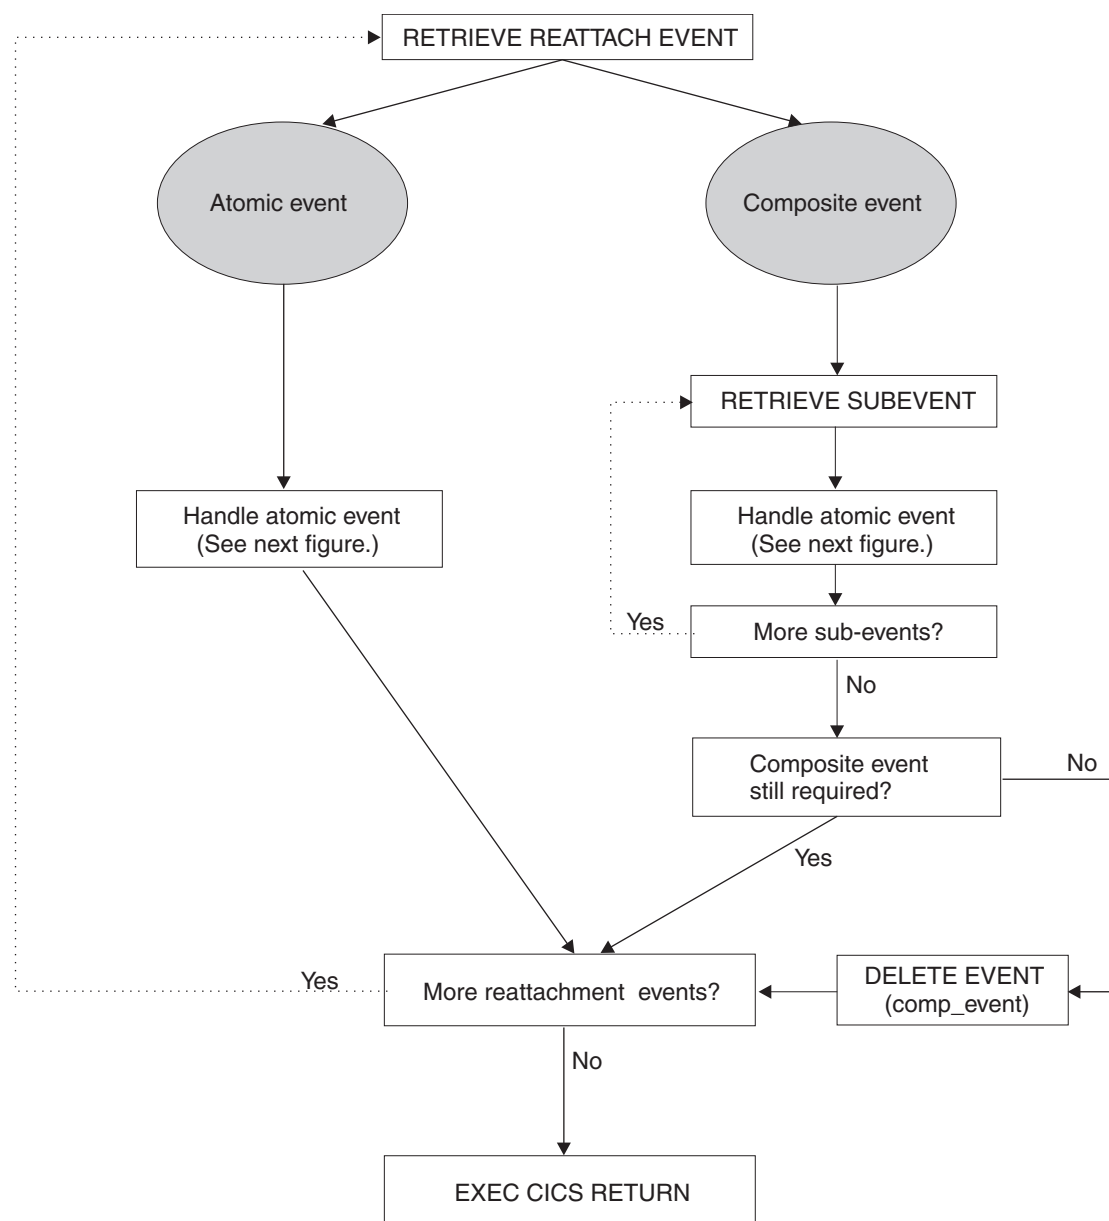 RETRIEVE REATTACH EVENT
Atomic event
Composite event
RETRIEVE SUBEVENT
Handle atomic event
(See next figure.)
Handle atomic event
(See next figure.)
Yes
More sub-events?
No
Composite event
still required?
No
Yes
Yes
More reattachment events?
DELETE EVENT
(comp_event)
No
EXEC CICS RETURN